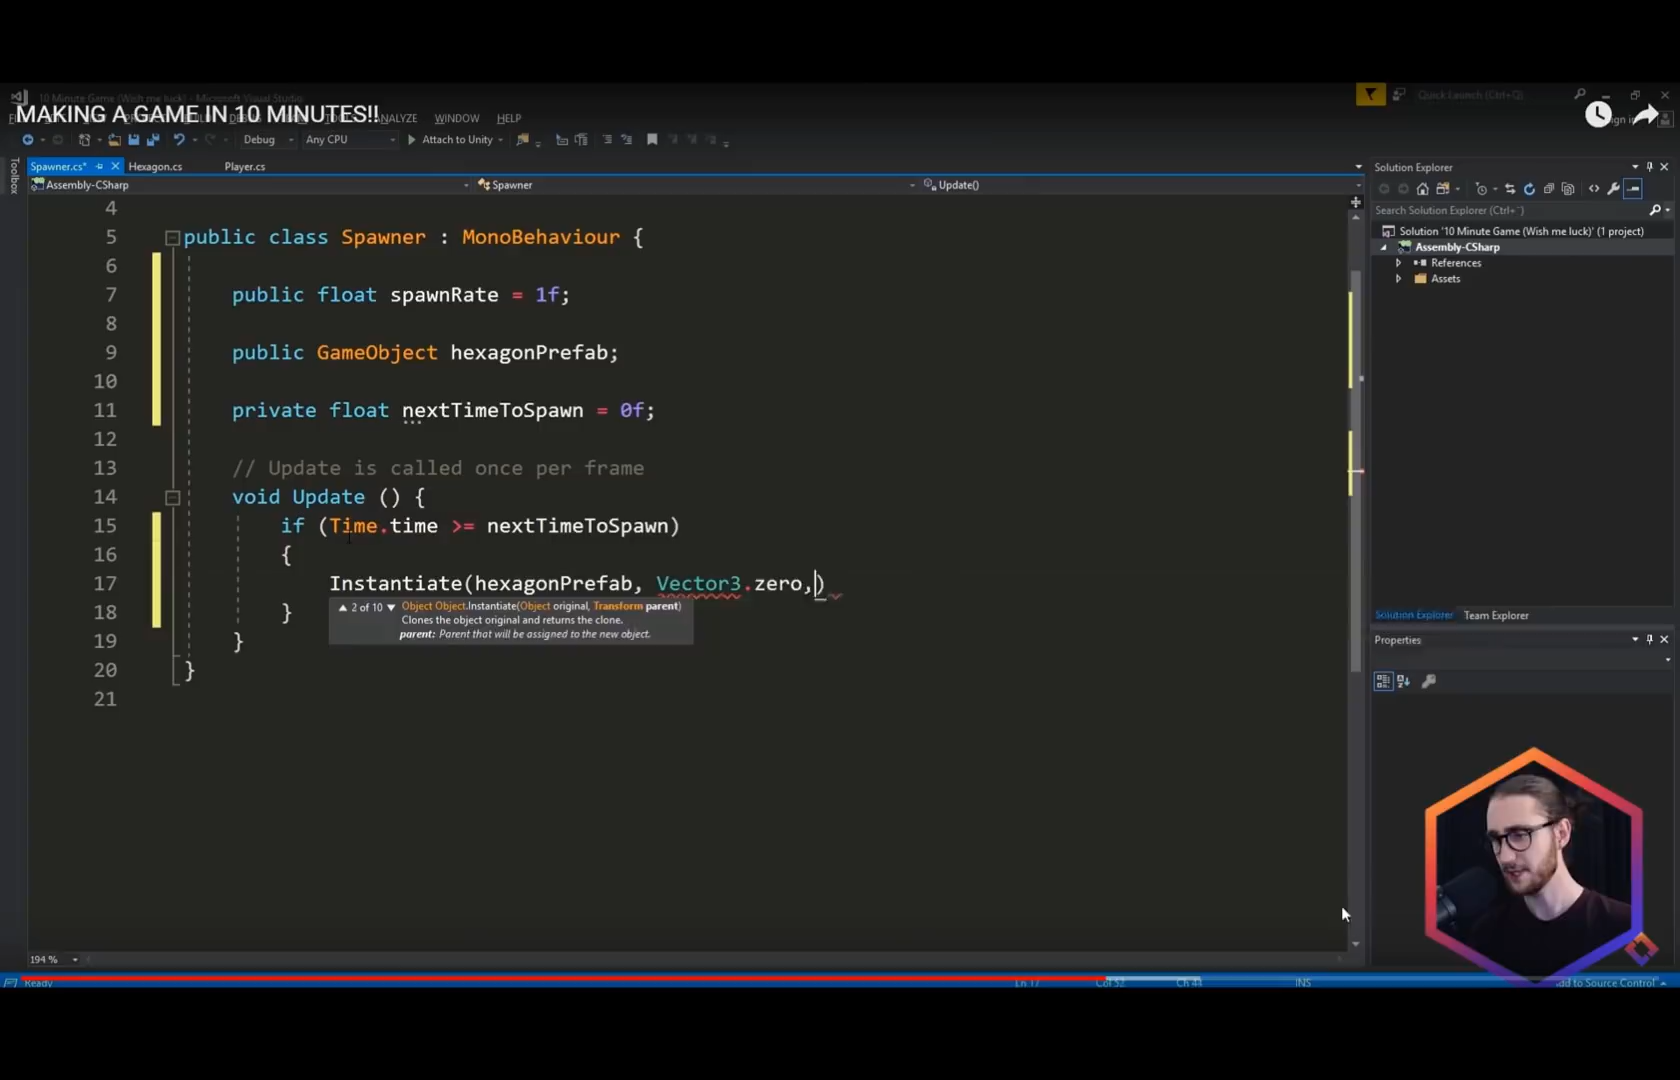 10 Minute Game (Wish me luck) - Microsoft Visual Studio
Quick Launch (Ctrl+Q)
MAKING A GAME IN 10 MINUTES!!
ANALYZE WINDOW HELP
Debug Any CPU Attach to Unity
Toolbox
Spawner.cs* Hexagon.cs Player.cs
Assembly-CSharp Spawner Update()
4
5 public class Spawner : MonoBehaviour {
6
7 public float spawnRate = 1f;
8
9 public GameObject hexagonPrefab;
10
11 private float nextTimeToSpawn = 0f;
12
13 // Update is called once per frame
14 void Update () {
15 if (Time.time >= nextTimeToSpawn)
16 {
17 Instantiate(hexagonPrefab, Vector3.zero,)
▲ 2 of 10 ▼ Object Object.Instantiate(Object original, Transform parent)
Clones the object original and returns the clone.
parent: Parent that will be assigned to the new object.
18 }
19 }
20 }
21
194 %
Ready Ln 17 Col 52 Ch 44 INS
Solution Explorer
Search Solution Explorer (Ctrl+¨)
Solution '10 Minute Game (Wish me luck)' (1 project)
Assembly-CSharp
References
Assets
Solution Explorer Team Explorer
Properties
Add to Source Control